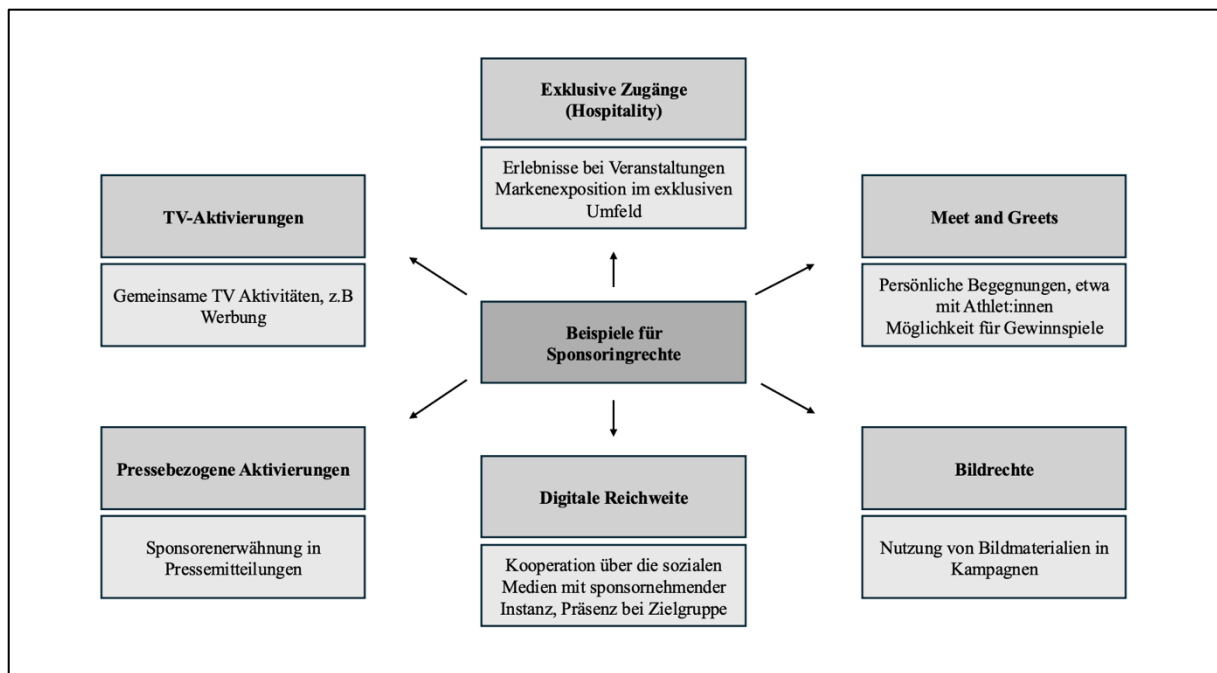 Exklusive Zugänge
(Hospitality)
Erlebnisse bei Veranstaltungen
Markenexposition im exklusiven
Umfeld
TV-Aktivierungen
Gemeinsame TV Aktivitäten, z.B
Werbung
Meet and Greets
Persönliche Begegnungen, etwa
mit Athlet:innen
Möglichkeit für Gewinnspiele
Beispiele für
Sponsoringrechte
Pressebezogene Aktivierungen
Sponsorenerwähnung in
Pressemitteilungen
Digitale Reichweite
Kooperation über die sozialen
Medien mit sponsornehmender
Instanz, Präsenz bei Zielgruppe
Bildrechte
Nutzung von Bildmaterialien in
Kampagnen